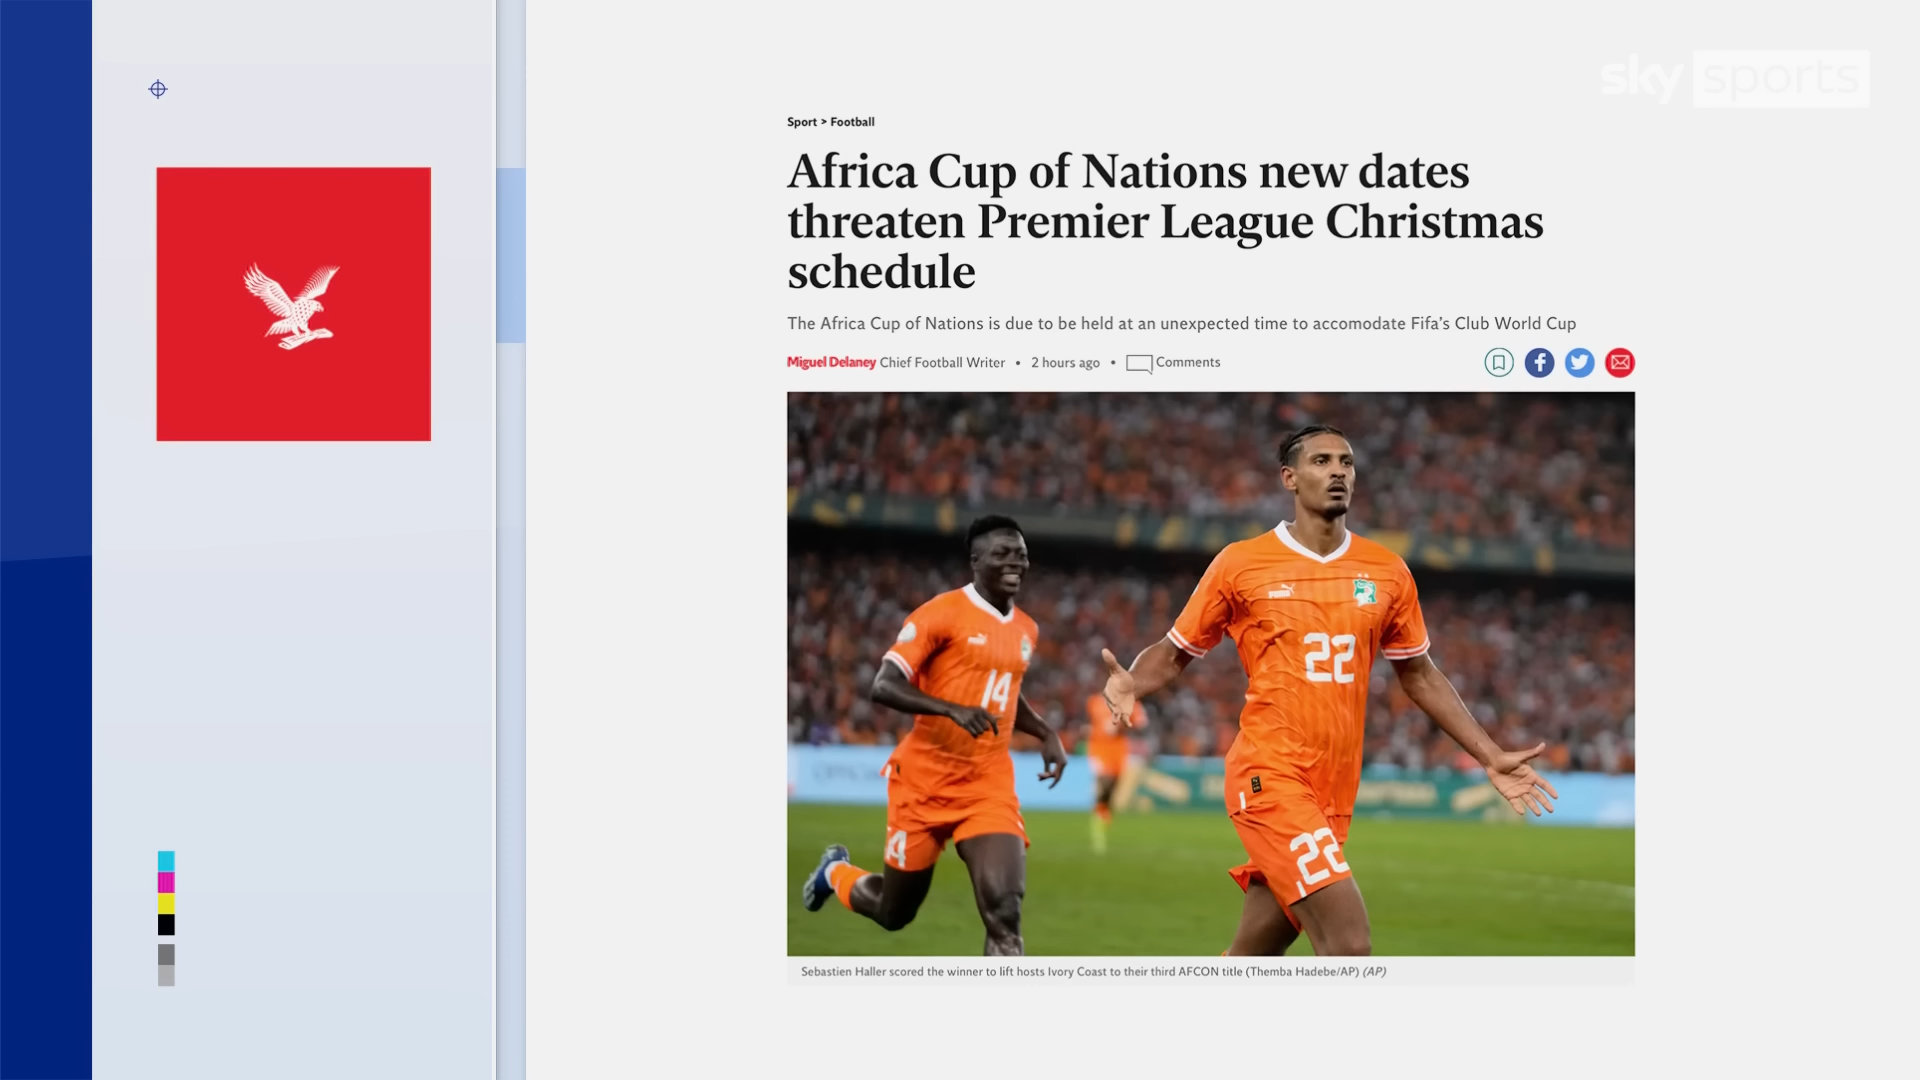 sky sports
Sport > Football
Africa Cup of Nations new dates
threaten Premier League Christmas
schedule
The Africa Cup of Nations is due to be held at an unexpected time to accomodate Fifa's Club World Cup
Miguel Delaney Chief Football Writer • 2 hours ago • Comments
14
22
14
22
Sebastien Haller scored the winner to lift hosts Ivory Coast to their third AFCON title (Themba Hadebe/AP) (AP)